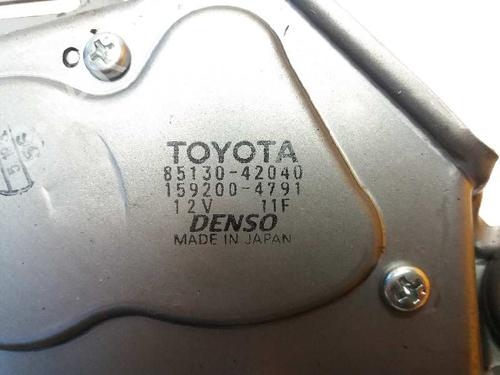 TOYOTA
85130-42040
159200-4791
12V 11F
DENSO
MADE IN JAPAN